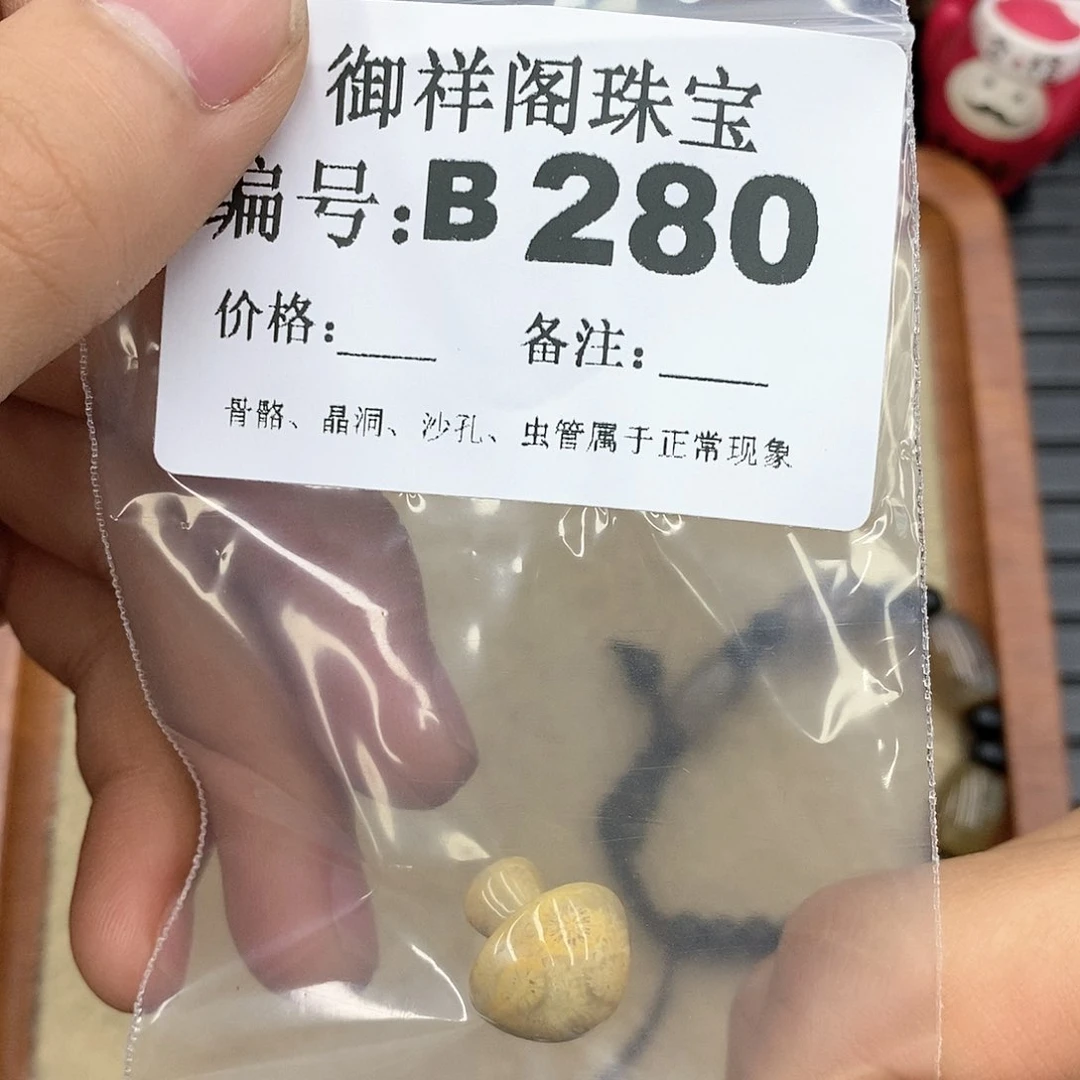 御祥阁珠宝
编号:B 280
价格:____ 备注:____
骨骼、晶洞、沙孔、虫管属于正常现象